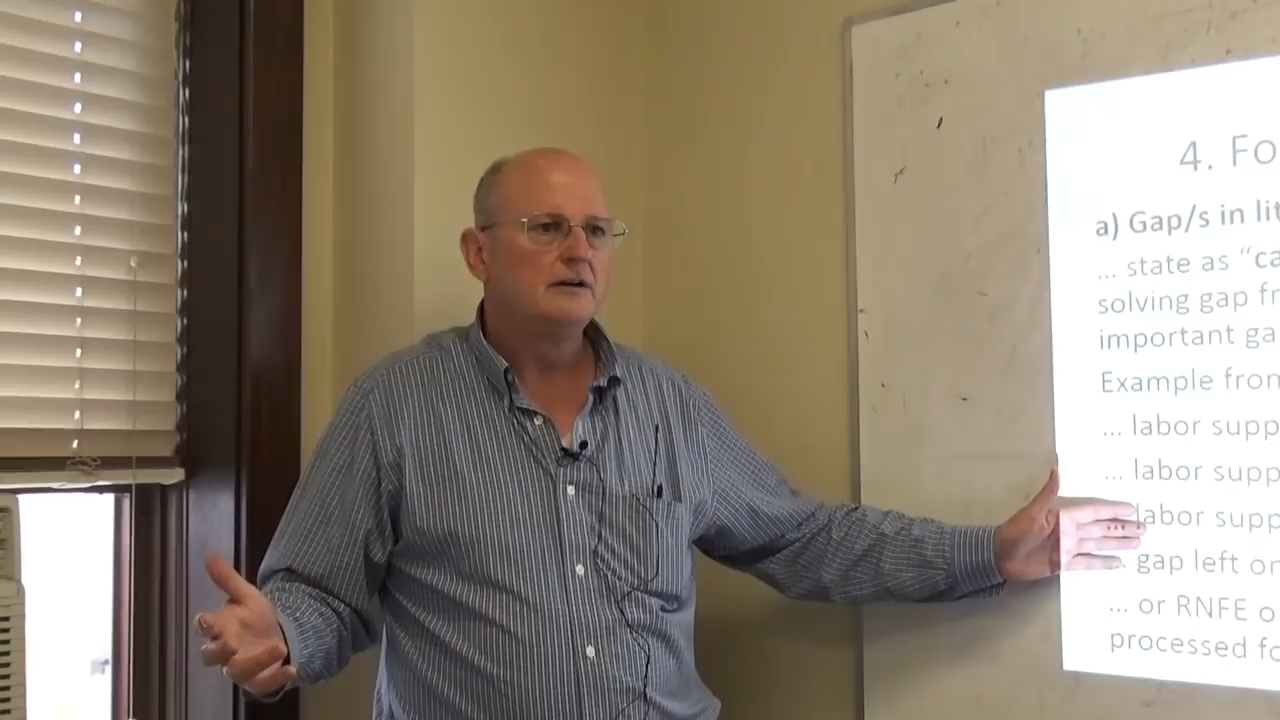 4. Fo
a) Gap/s in lit
... state as “ca
solving gap fr
important ga
Example from
... labor supp
... labor supp
labor supp
gap left on
... or RNFE o
processed fo